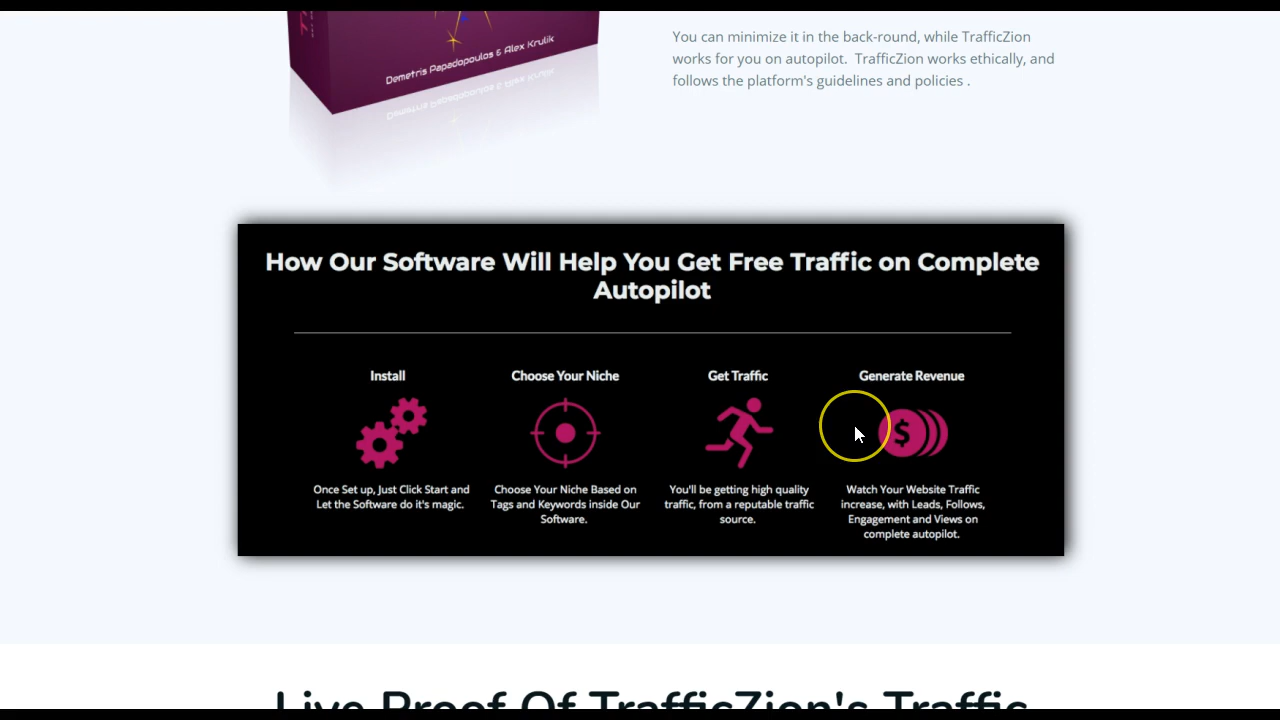 Demetris Papadopoulos & Alex Krulik
You can minimize it in the back-round, while TrafficZion
works for you on autopilot.  TrafficZion works ethically, and
follows the platform's guidelines and policies .
How Our Software Will Help You Get Free Traffic on Complete
Autopilot
Install
Once Set up, Just Click Start and
Let the Software do it's magic.
Choose Your Niche
Choose Your Niche Based on
Tags and Keywords inside Our
Software.
Get Traffic
You'll be getting high quality
traffic, from a reputable traffic
source.
Generate Revenue
$
Watch Your Website Traffic
increase, with Leads, Follows,
Engagement and Views on
complete autopilot.
Live Proof Of TrafficZion's Traffic